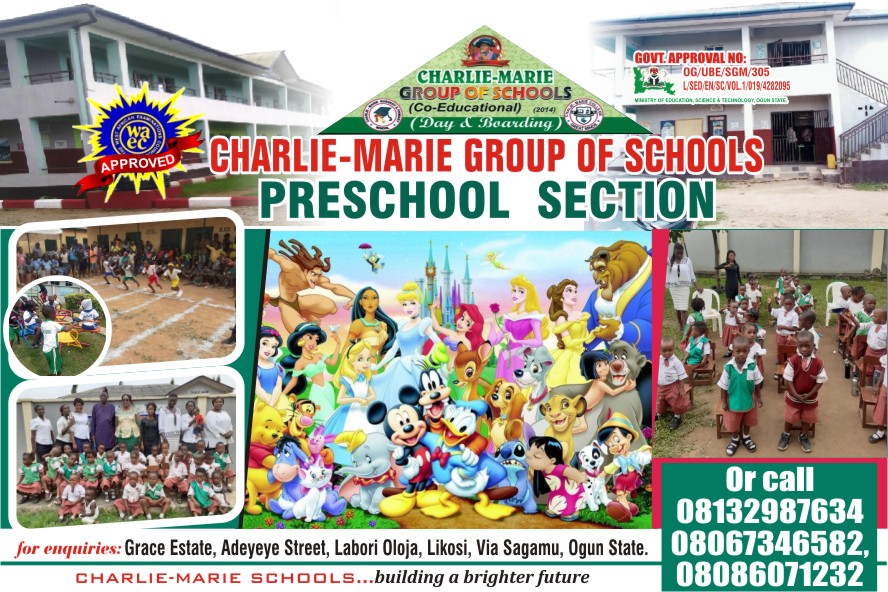 CHARLIE-MARIE
GROUP OF SCHOOLS
(Co-Educational) (2014)
(Day & Boarding)
GOVT. APPROVAL NO:
OG/UBE/SGM/305
L/SED/EN/SC/VOL.1/019/4282095
MINISTRY OF EDUCATION, SCIENCE & TECHNOLOGY, OGUN STATE.
wa
ec
APPROVED
CHARLIE-MARIE GROUP OF SCHOOLS
PRESCHOOL SECTION
Or call
08132987634
08067346582,
08086071232
for enquiries: Grace Estate, Adeyeye Street, Labori Oloja, Likosi, Via Sagamu, Ogun State.
CHARLIE-MARIE SCHOOLS...building a brighter future